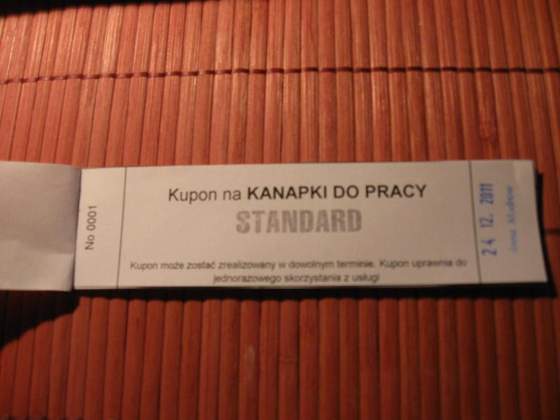 No 0001
Kupon na KANAPKI DO PRACY
STANDARD
Kupon może zostać zrealizowany w dowolnym terminie. Kupon uprawnia do
jednorazowego skorzystania z usługi
24. 12. 2011